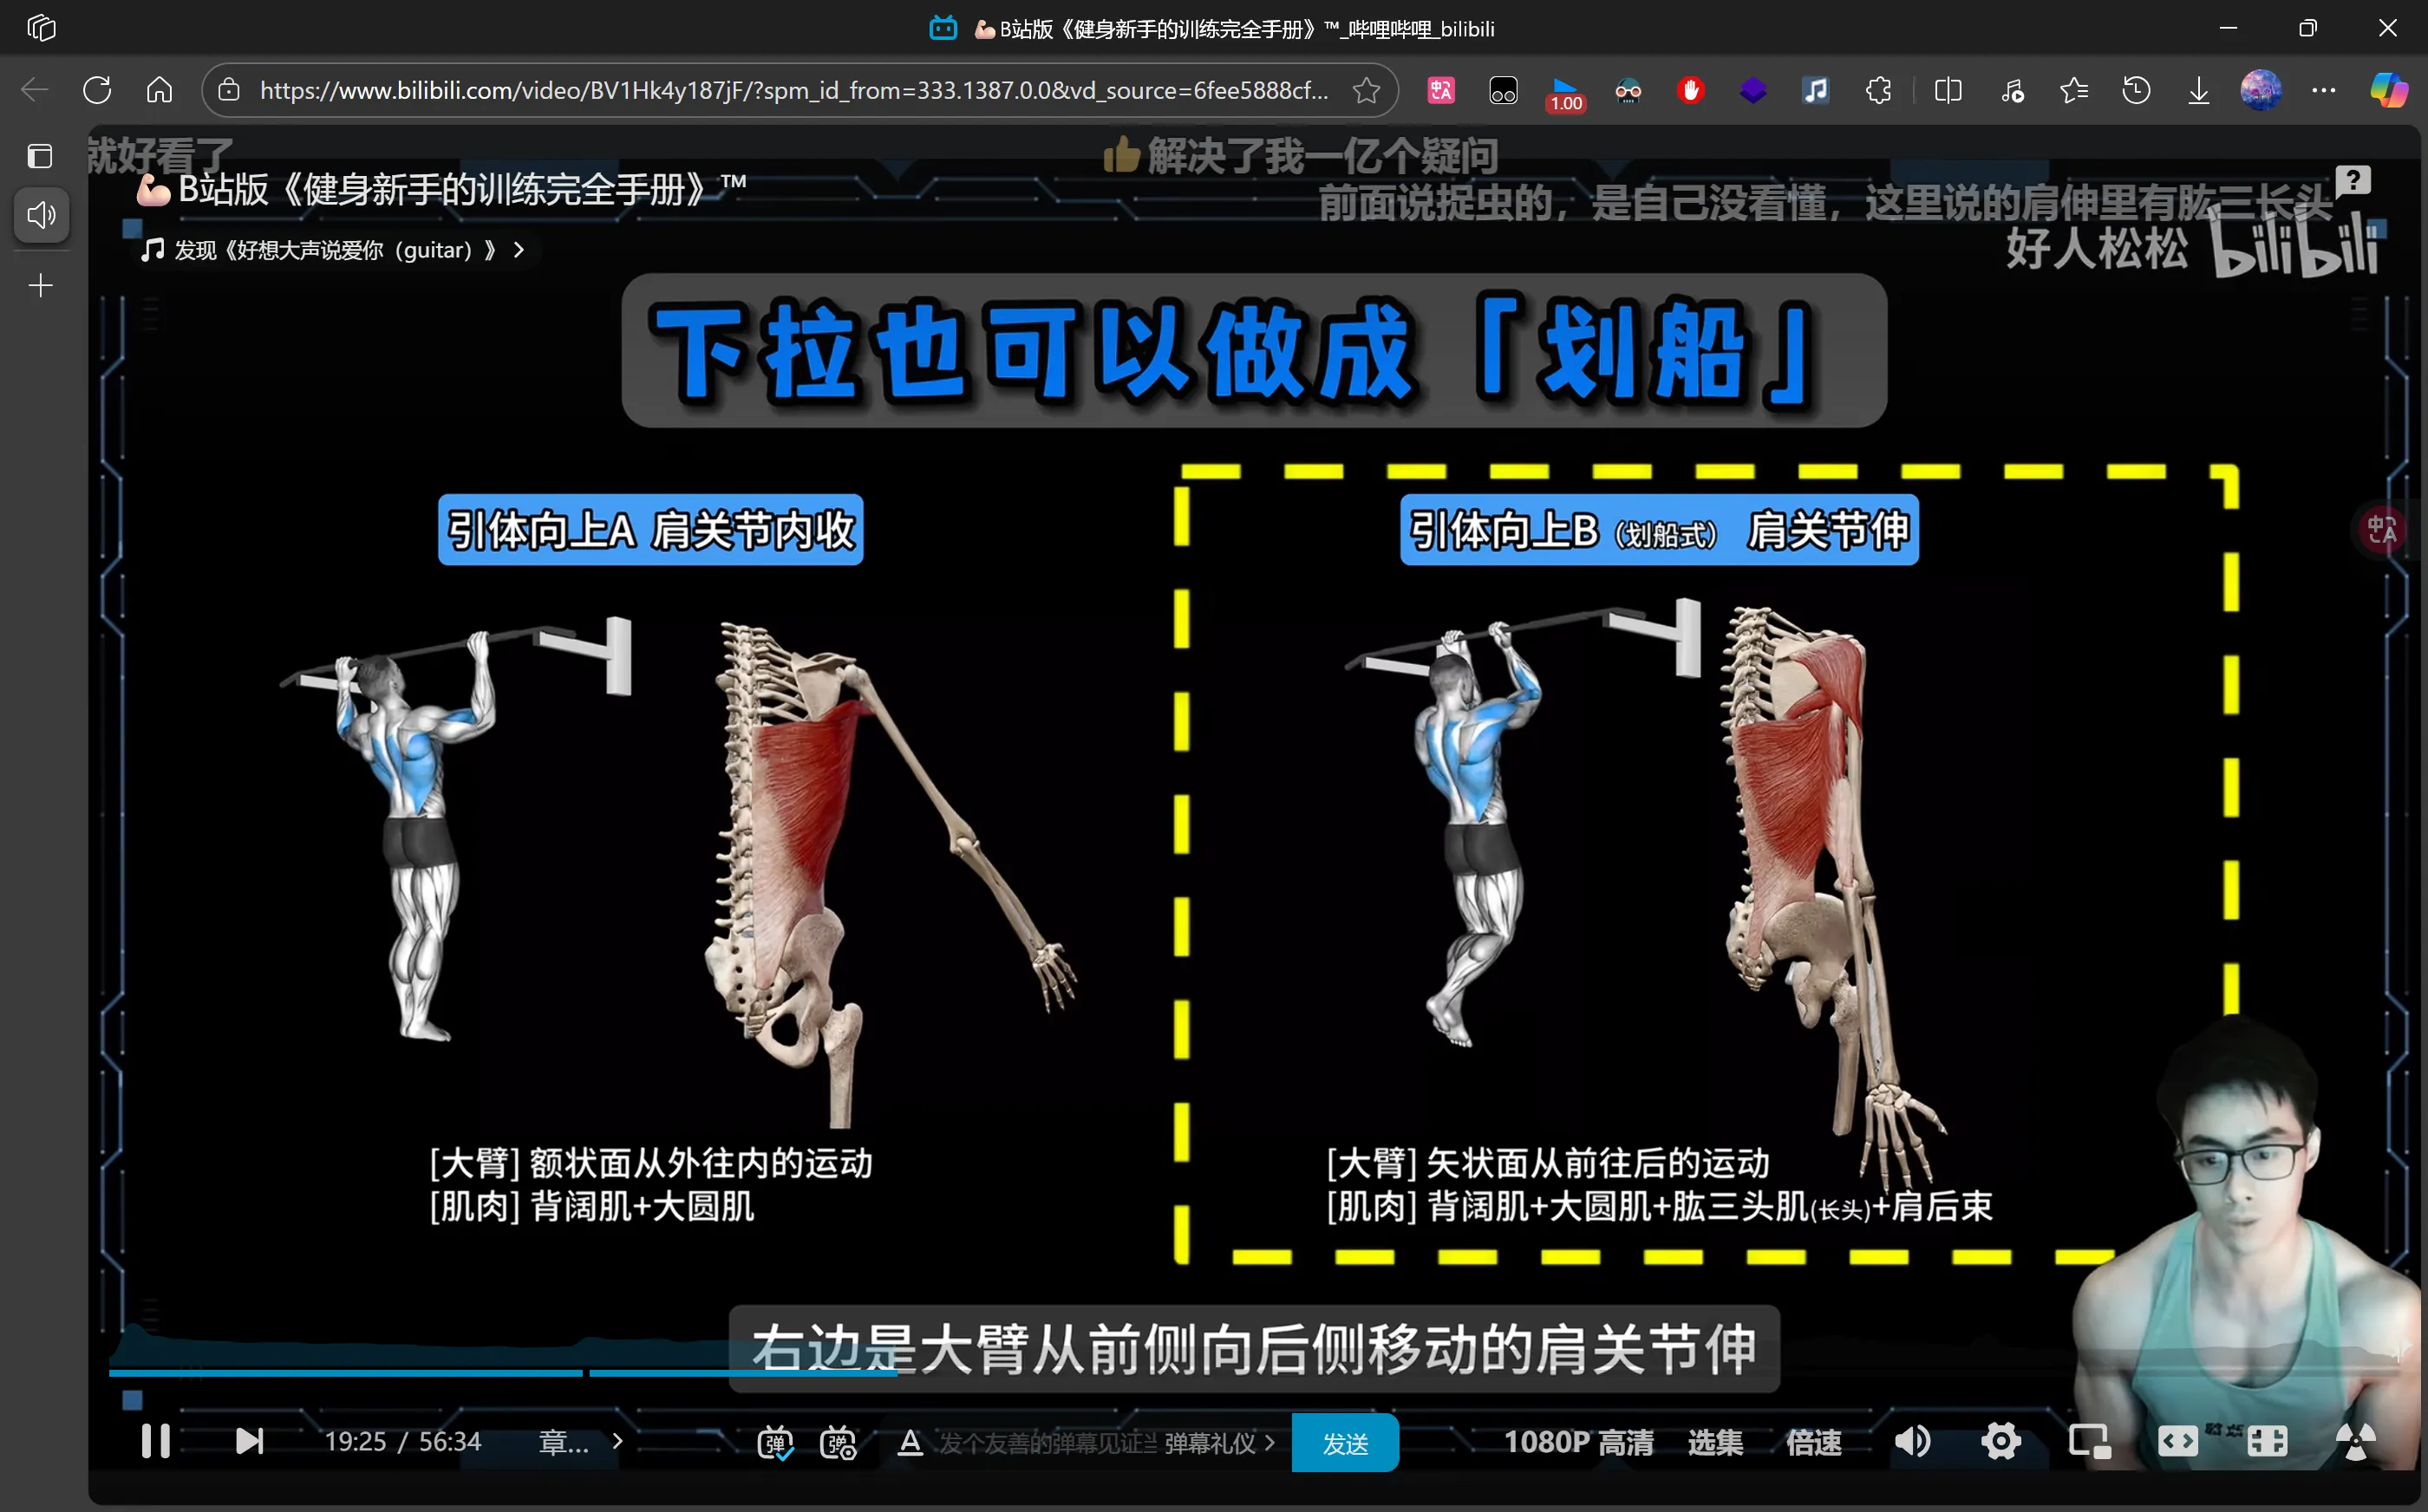 💪🏻B站版《健身新手的训练完全手册》™_哔哩哔哩_bilibili
https://www.bilibili.com/video/BV1Hk4y187jF/?spm_id_from=333.1387.0.0&vd_source=6fee5888cf...
1.00
就好看了
👍解决了我一亿个疑问
💪🏻B站版《健身新手的训练完全手册》™
前面说捉虫的，是自己没看懂，这里说的肩伸里有肱三长头
发现《好想大声说爱你（guitar）》 >
好人松松 bilibili
下拉也可以做成「划船」
引体向上A 肩关节内收
引体向上B（划船式） 肩关节伸
中A
[大臂] 额状面从外往内的运动
[肌肉] 背阔肌+大圆肌
[大臂] 矢状面从前往后的运动
[肌肉] 背阔肌+大圆肌+肱三头肌(长头)+肩后束
右边是大臂从前侧向后侧移动的肩关节伸
19:25 / 56:34 章... >
弹 弹 A 发个友善的弹幕见证当 弹幕礼仪 > 发送
1080P 高清 选集 倍速